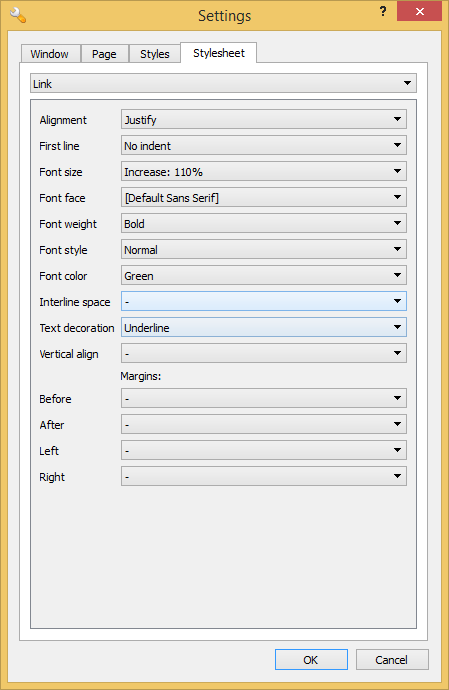 Settings
?
Window Page Styles Stylesheet
Link
Alignment Justify
First line No indent
Font size Increase: 110%
Font face [Default Sans Serif]
Font weight Bold
Font style Normal
Font color Green
Interline space -
Text decoration Underline
Vertical align -
Margins:
Before -
After -
Left -
Right -
OK Cancel